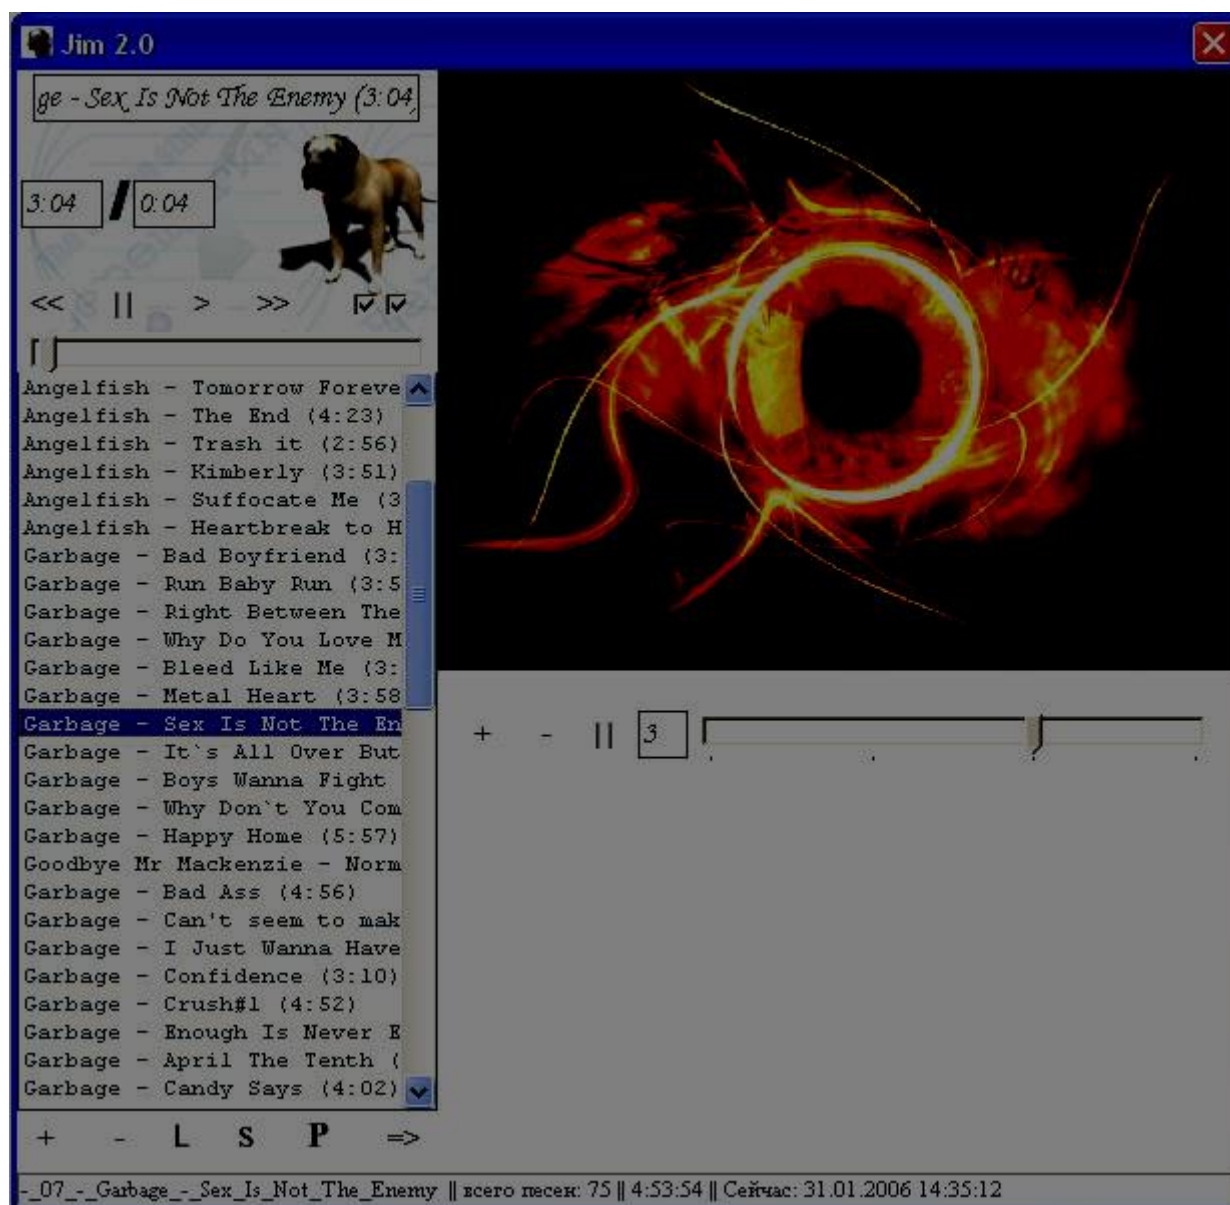 Jim 2.0
ge - Sex Is Not The Enemy (3:04
3:04 / 0:04
<< || > >>
Angelfish - Tomorrow Foreve
Angelfish - The End (4:23)
Angelfish - Trash it (2:56)
Angelfish - Kimberly (3:51)
Angelfish - Suffocate Me (3
Angelfish - Heartbreak to H
Garbage - Bad Boyfriend (3:
Garbage - Run Baby Run (3:5
Garbage - Right Between The
Garbage - Why Do You Love M
Garbage - Bleed Like Me (3:
Garbage - Metal Heart (3:58
Garbage - Sex Is Not The En
Garbage - It`s All Over But
Garbage - Boys Wanna Fight
Garbage - Why Don`t You Com
Garbage - Happy Home (5:57)
Goodbye Mr Mackenzie - Norm
Garbage - Bad Ass (4:56)
Garbage - Can't seem to mak
Garbage - I Just Wanna Have
Garbage - Confidence (3:10)
Garbage - Crush#1 (4:52)
Garbage - Enough Is Never E
Garbage - April The Tenth (
Garbage - Candy Says (4:02)
+ - L S P =>
+ - || 3
-_07_-_Garbage_-_Sex_Is_Not_The_Enemy || всего песен: 75 || 4:53:54 || Сейчас: 31.01.2006 14:35:12